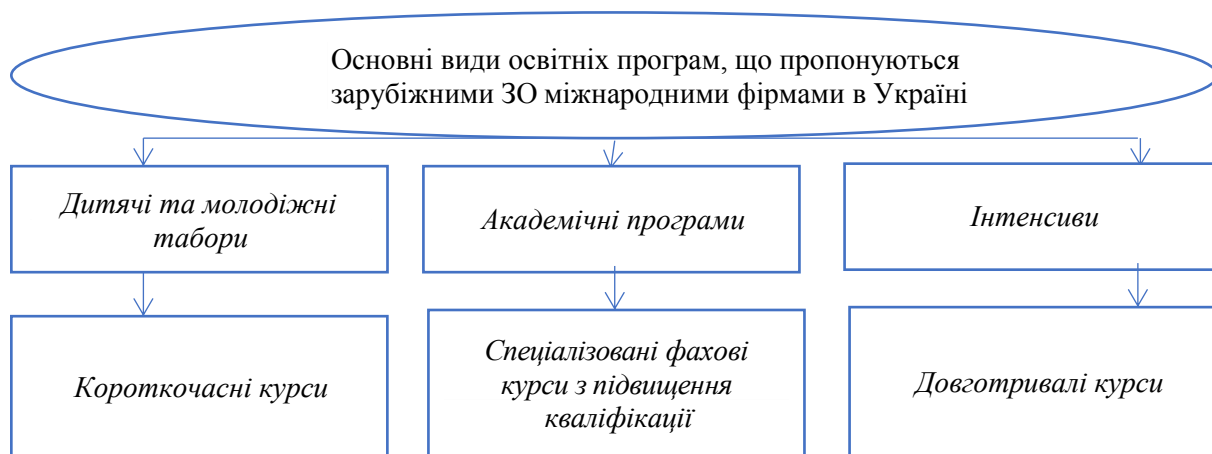 Основні види освітніх програм, що пропонуються
зарубіжними ЗО міжнародними фірмами в Україні
Дитячі та молодіжні
табори
Академічні програми
Інтенсиви
Короткочасні курси
Спеціалізовані фахові
курси з підвищення
кваліфікації
Довготривалі курси